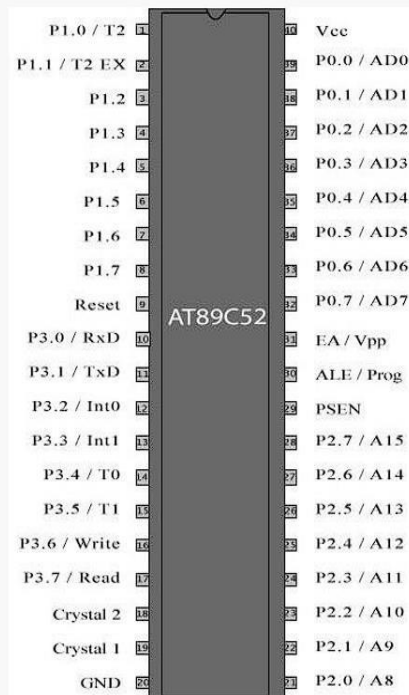 P1.0 / T2 1 40 Vcc
P1.1 / T2 EX 2 39 P0.0 / AD0
P1.2 3 38 P0.1 / AD1
P1.3 4 37 P0.2 / AD2
P1.4 5 36 P0.3 / AD3
P1.5 6 35 P0.4 / AD4
P1.6 7 34 P0.5 / AD5
P1.7 8 33 P0.6 / AD6
Reset 9 32 P0.7 / AD7
AT89C52
P3.0 / RxD 10 31 EA / Vpp
P3.1 / TxD 11 30 ALE / Prog
P3.2 / Int0 12 29 PSEN
P3.3 / Int1 13 28 P2.7 / A15
P3.4 / T0 14 27 P2.6 / A14
P3.5 / T1 15 26 P2.5 / A13
P3.6 / Write 16 25 P2.4 / A12
P3.7 / Read 17 24 P2.3 / A11
Crystal 2 18 23 P2.2 / A10
Crystal 1 19 22 P2.1 / A9
GND 20 21 P2.0 / A8